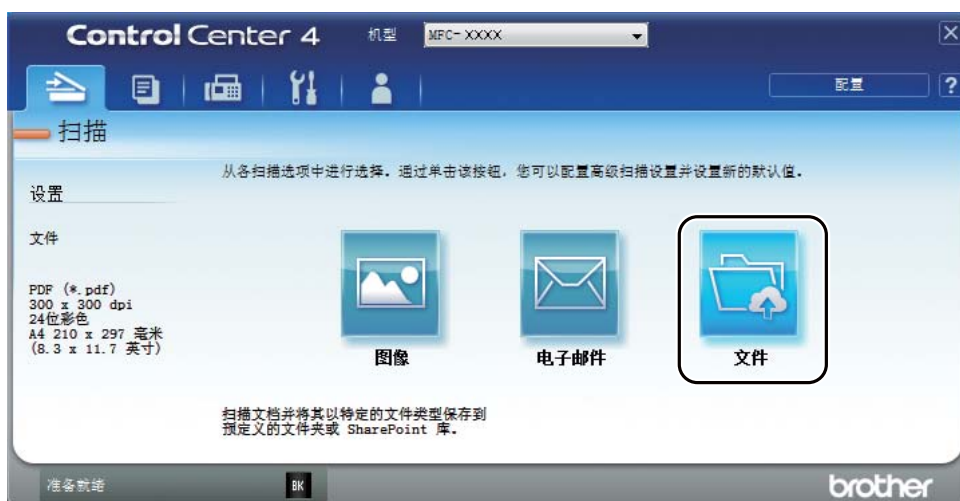 Control Center 4 机型 MFC-XXXX
配置 ?
扫描
从各扫描选项中进行选择. 通过单击该按钮, 您可以配置高级扫描设置并设置新的默认值.
设置
文件
PDF (*.pdf)
300 x 300 dpi
24位彩色
A4 210 x 297 毫米
(8.3 x 11.7 英寸)
图像 电子邮件 文件
扫描文档并将其以特定的文件类型保存到
预定义的文件夹或 SharePoint 库.
准备就绪 BK brother